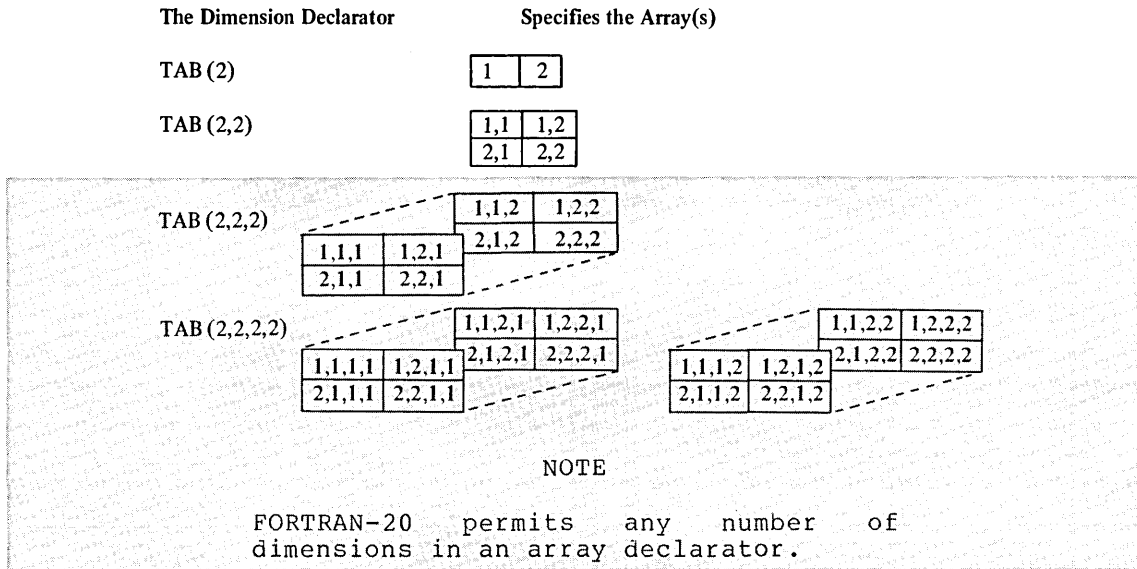 The Dimension Declarator Specifies the Array(s)
TAB (2) 1 2
TAB (2,2) 1,1 1,2
2,1 2,2
TAB (2,2,2) 1,1,2 1,2,2
2,1,2 2,2,2
1,1,1 1,2,1
2,1,1 2,2,1
TAB (2,2,2,2) 1,1,2,1 1,2,2,1 1,1,2,2 1,2,2,2
2,1,2,1 2,2,2,1 2,1,2,2 2,2,2,2
1,1,1,1 1,2,1,1 1,1,1,2 1,2,1,2
2,1,1,1 2,2,1,1 2,1,1,2 2,2,1,2
NOTE
FORTRAN-20 permits any number of
dimensions in an array declarator.